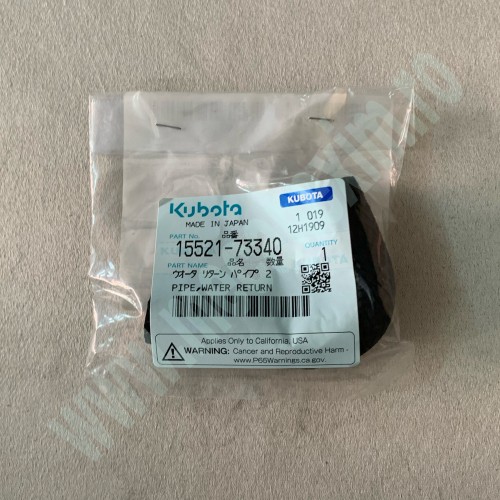 Kubota
KUBOTA
MADE IN JAPAN
1 019
12H1909
PART No. 品番
15521-73340
QUANTITY
1
PART NAME 品名 数量
ウオータ リターン パイプ 2
PIPE,WATER RETURN
Applies Only to California, USA
WARNING: Cancer and Reproductive Harm -
www.P65Warnings.ca.gov.